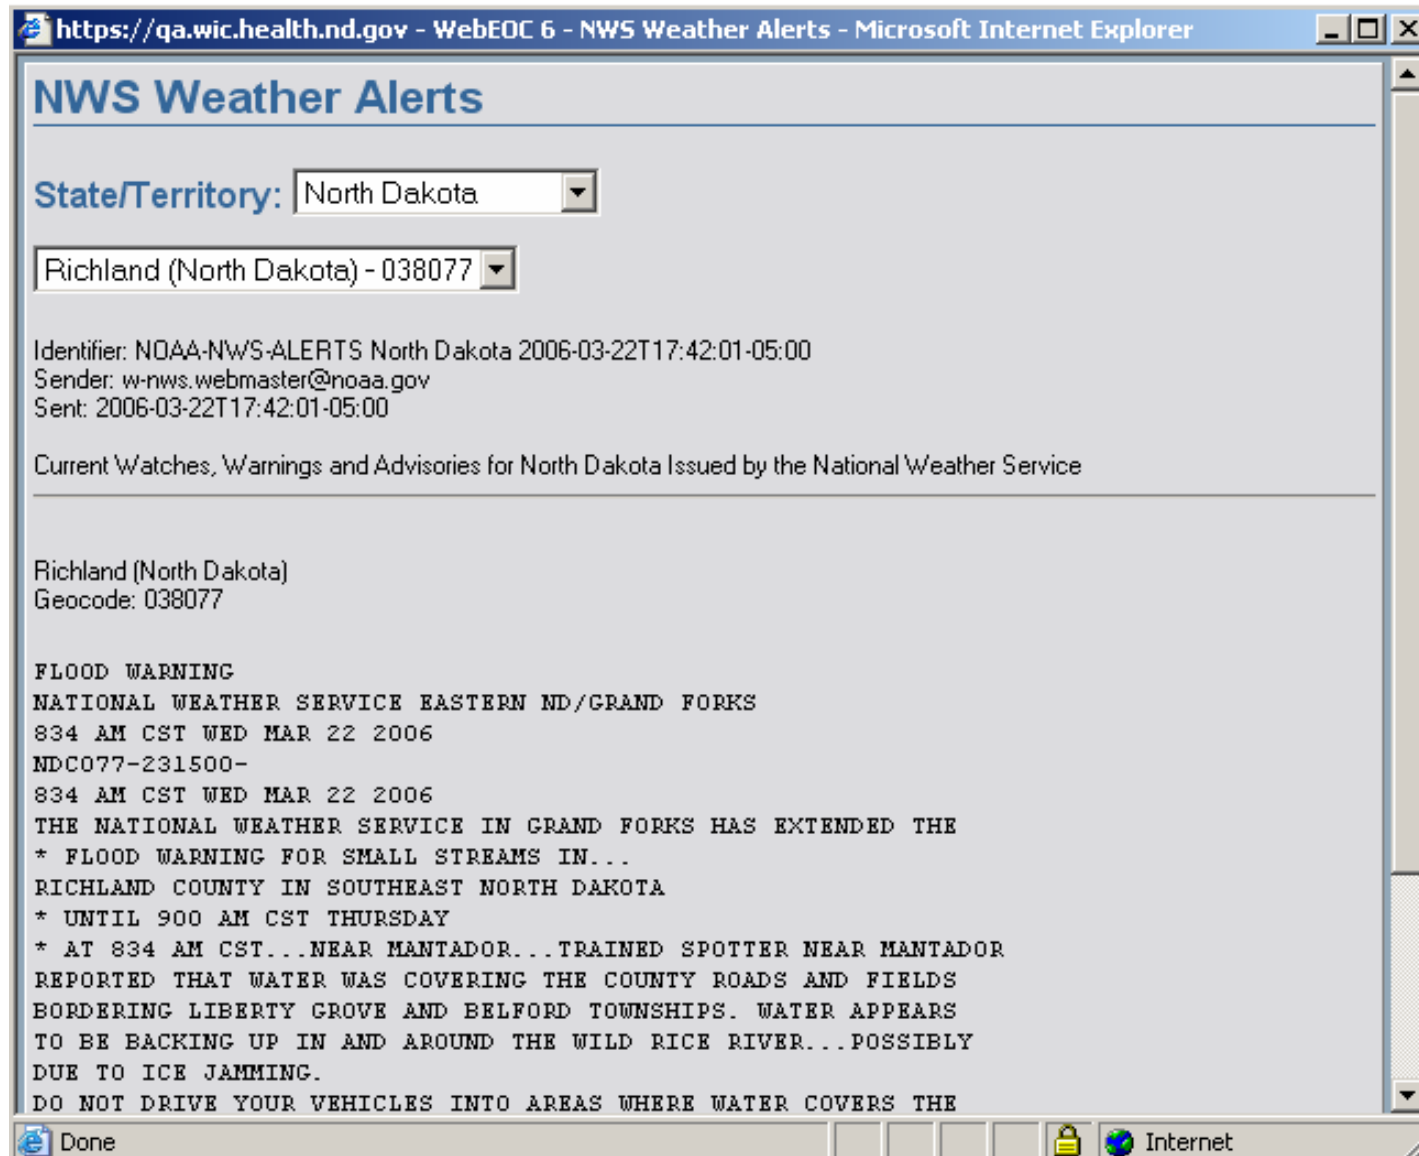 https://qa.wic.health.nd.gov - WebEOC 6 - NWS Weather Alerts - Microsoft Internet Explorer
NWS Weather Alerts
State/Territory: North Dakota
Richland (North Dakota) - 038077
Identifier: NOAA-NWS-ALERTS North Dakota 2006-03-22T17:42:01-05:00
Sender: w-nws.webmaster@noaa.gov
Sent: 2006-03-22T17:42:01-05:00
Current Watches, Warnings and Advisories for North Dakota Issued by the National Weather Service
Richland (North Dakota)
Geocode: 038077
FLOOD WARNING
NATIONAL WEATHER SERVICE EASTERN ND/GRAND FORKS
834 AM CST WED MAR 22 2006
NDC077-231500-
834 AM CST WED MAR 22 2006
THE NATIONAL WEATHER SERVICE IN GRAND FORKS HAS EXTENDED THE
* FLOOD WARNING FOR SMALL STREAMS IN...
RICHLAND COUNTY IN SOUTHEAST NORTH DAKOTA
* UNTIL 900 AM CST THURSDAY
* AT 834 AM CST...NEAR MANTADOR...TRAINED SPOTTER NEAR MANTADOR
REPORTED THAT WATER WAS COVERING THE COUNTY ROADS AND FIELDS
BORDERING LIBERTY GROVE AND BELFORD TOWNSHIPS. WATER APPEARS
TO BE BACKING UP IN AND AROUND THE WILD RICE RIVER...POSSIBLY
DUE TO ICE JAMMING.
DO NOT DRIVE YOUR VEHICLES INTO AREAS WHERE WATER COVERS THE
Done
Internet